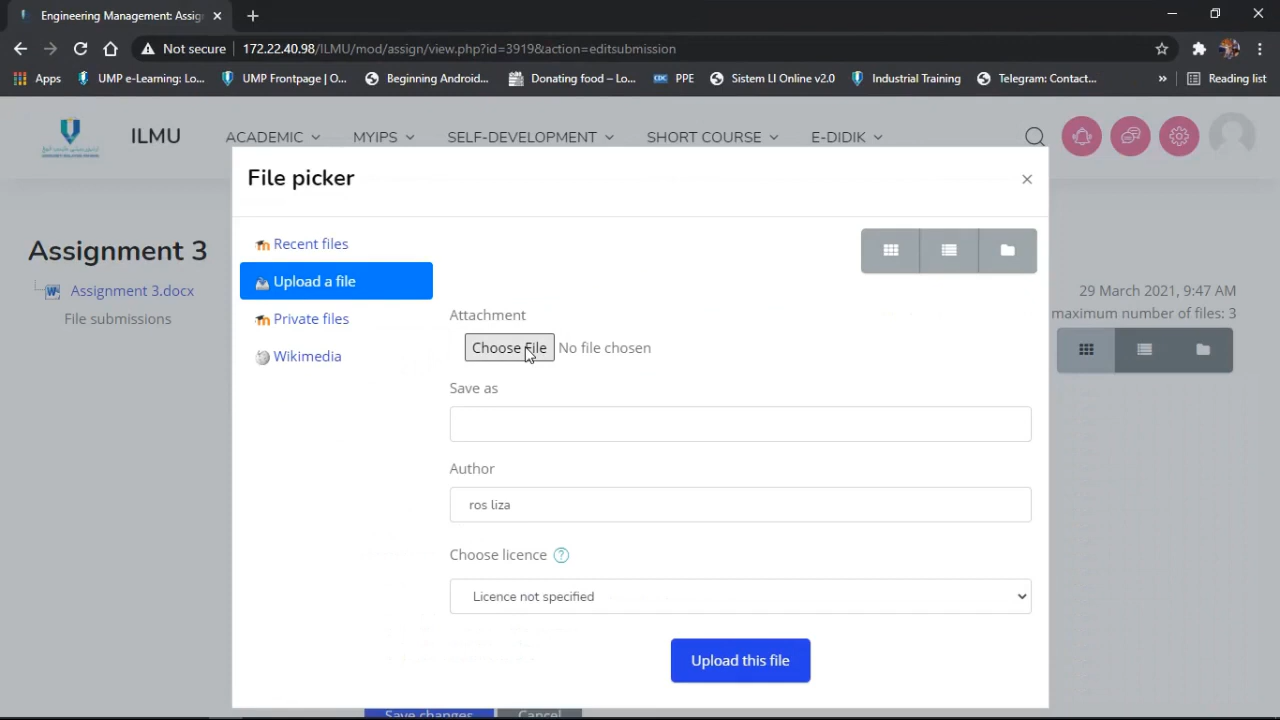 Engineering Management: Assig
Not secure 172.22.40.98/ILMU/mod/assign/view.php?id=3919&action=editsubmission
Apps UMP e-Learning: Lo... UMP Frontpage | O... Beginning Android... Donating food – Lo... CDC PPE Sistem LI Online v2.0 Industrial Training Telegram: Contact... » Reading list
ILMU ACADEMIC MYIPS SELF-DEVELOPMENT SHORT COURSE E-DIDIK
File picker
Recent files
Assignment 3
Upload a file
Assignment 3.docx
29 March 2021, 9:47 AM
File submissions
Private files
Attachment
maximum number of files: 3
Choose File No file chosen
Wikimedia
Save as
Author
ros liza
Choose licence ?
Licence not specified
Upload this file
Save changes Cancel